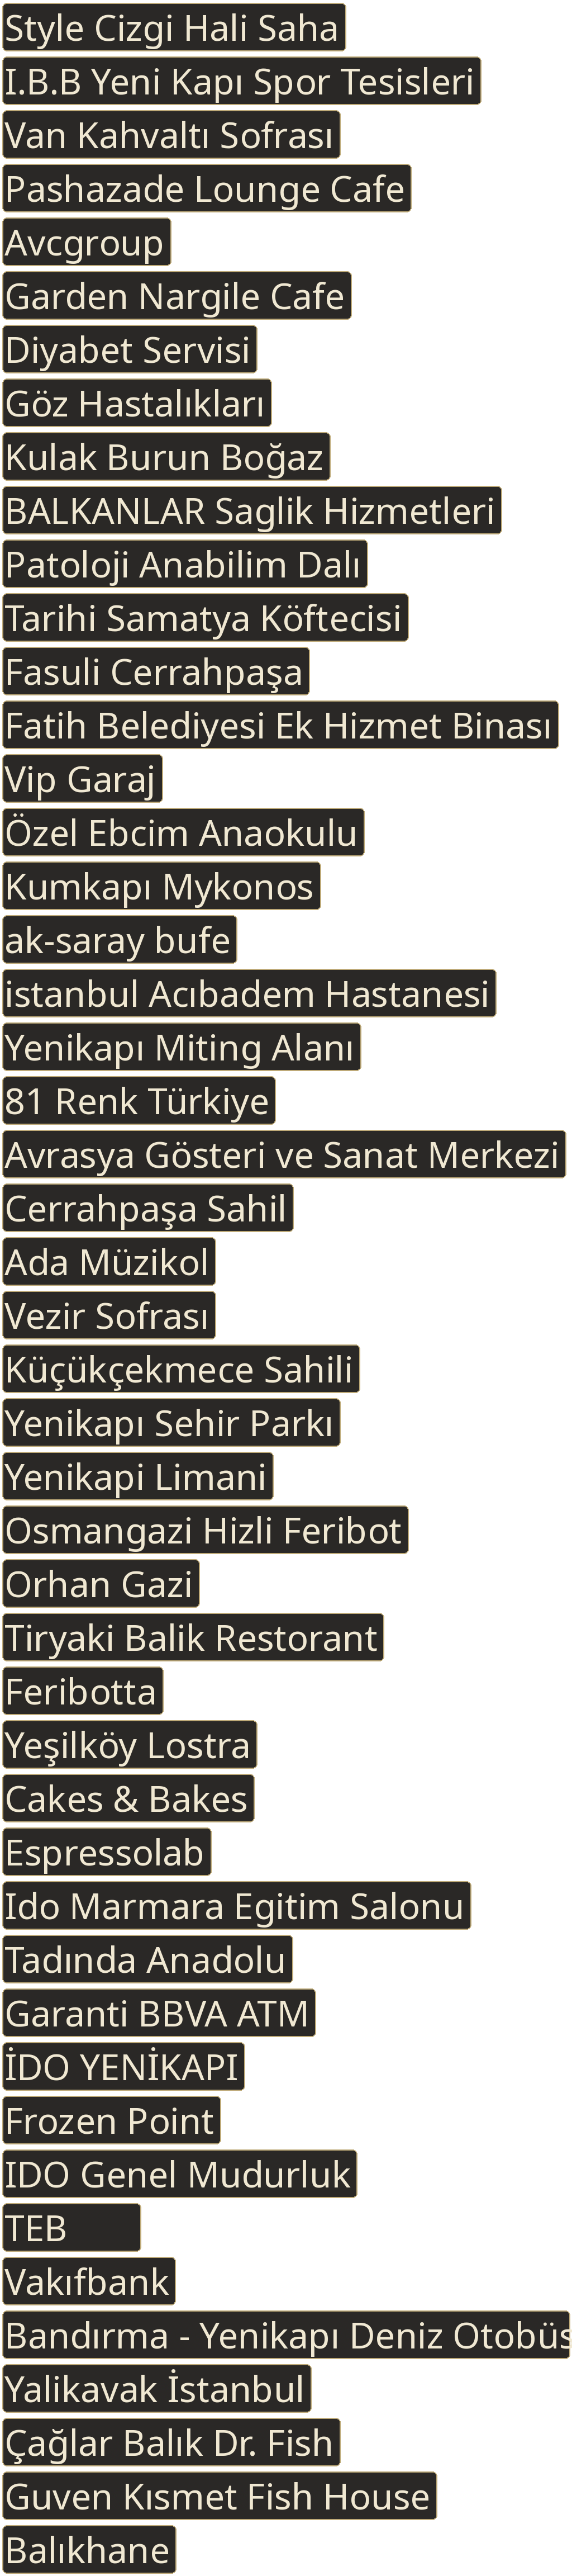 Style Cizgi Hali Saha
I.B.B Yeni Kapı Spor Tesisleri
Van Kahvaltı Sofrası
Pashazade Lounge Cafe
Avcgroup
Garden Nargile Cafe
Diyabet Servisi
Göz Hastalıkları
Kulak Burun Boğaz
BALKANLAR Saglik Hizmetleri
Patoloji Anabilim Dalı
Tarihi Samatya Köftecisi
Fasuli Cerrahpaşa
Fatih Belediyesi Ek Hizmet Binası
Vip Garaj
Özel Ebcim Anaokulu
Kumkapı Mykonos
ak-saray bufe
istanbul Acıbadem Hastanesi
Yenikapı Miting Alanı
81 Renk Türkiye
Avrasya Gösteri ve Sanat Merkezi
Cerrahpaşa Sahil
Ada Müzikol
Vezir Sofrası
Küçükçekmece Sahili
Yenikapı Sehir Parkı
Yenikapi Limani
Osmangazi Hizli Feribot
Orhan Gazi
Tiryaki Balik Restorant
Feribotta
Yeşilköy Lostra
Cakes & Bakes
Espressolab
Ido Marmara Egitim Salonu
Tadında Anadolu
Garanti BBVA ATM
İDO YENİKAPI
Frozen Point
IDO Genel Mudurluk
TEB
Vakıfbank
Bandırma - Yenikapı Deniz Otobüs
Yalikavak İstanbul
Çağlar Balık Dr. Fish
Guven Kısmet Fish House
Balıkhane